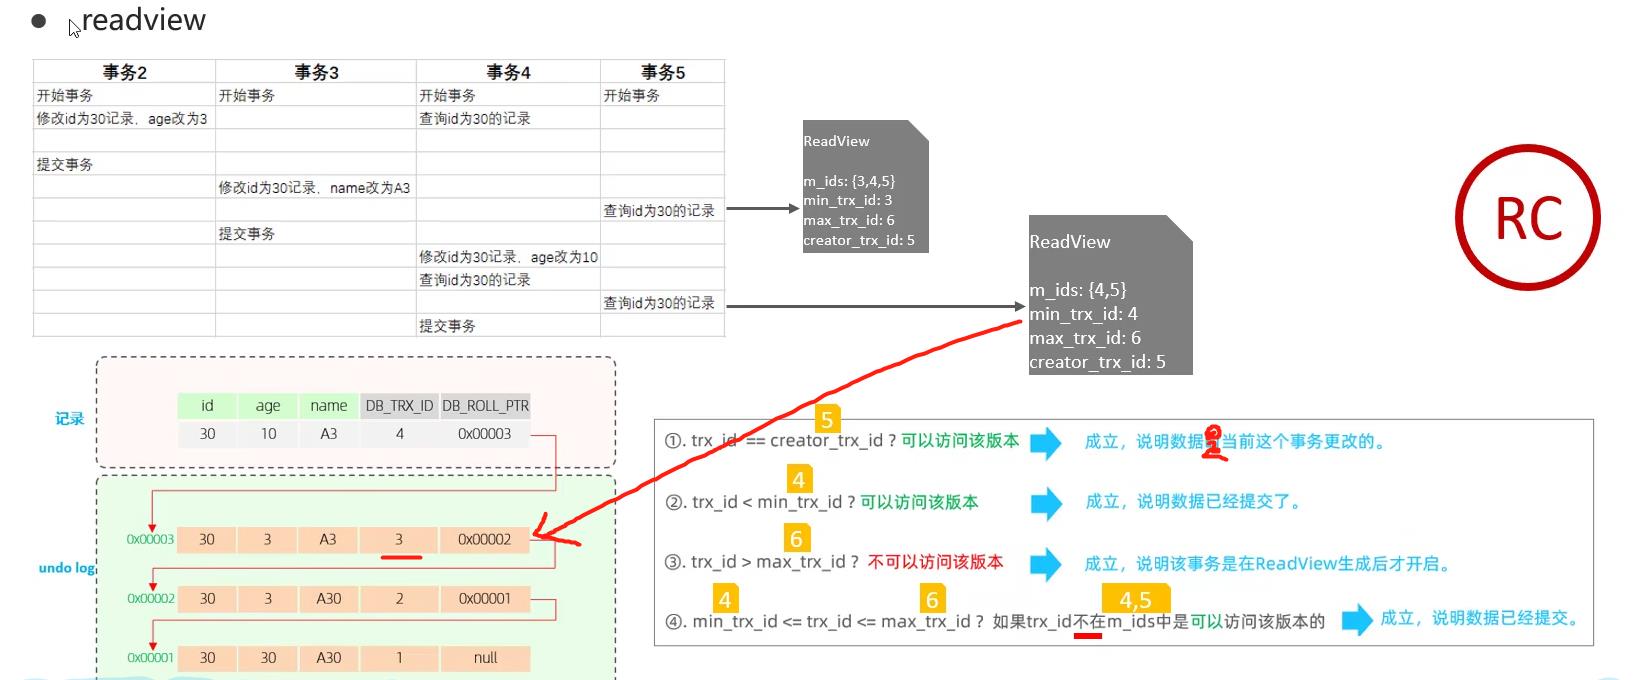 ● readview
事务2 事务3 事务4 事务5
开始事务 开始事务 开始事务 开始事务
修改id为30记录、age改为3 查询id为30的记录
提交事务
修改id为30记录、name改为A3
查询id为30的记录
提交事务
修改id为30记录、age改为10
查询id为30的记录
查询id为30的记录
提交事务
ReadView
m_ids: {3,4,5}
min_trx_id: 3
max_trx_id: 6
creator_trx_id: 5
ReadView
m_ids: {4,5}
min_trx_id: 4
max_trx_id: 6
creator_trx_id: 5
RC
记录
id age name DB_TRX_ID DB_ROLL_PTR
30 10 A3 4 0x00003
undo log
0x00003 30 3 A3 3 0x00002
0x00002 30 3 A30 2 0x00001
0x00001 30 30 A30 1 null
5
①. trx_id == creator_trx_id ? 可以访问该版本 成立，说明数据 当前这个事务更改的。
4
②. trx_id < min_trx_id ? 可以访问该版本 成立，说明数据已经提交了。
6
③. trx_id > max_trx_id ? 不可以访问该版本 成立，说明该事务是在ReadView生成后才开启。
4 6 4,5
④. min_trx_id <= trx_id <= max_trx_id ? 如果trx_id不在m_ids中是可以访问该版本的 成立，说明数据已经提交。